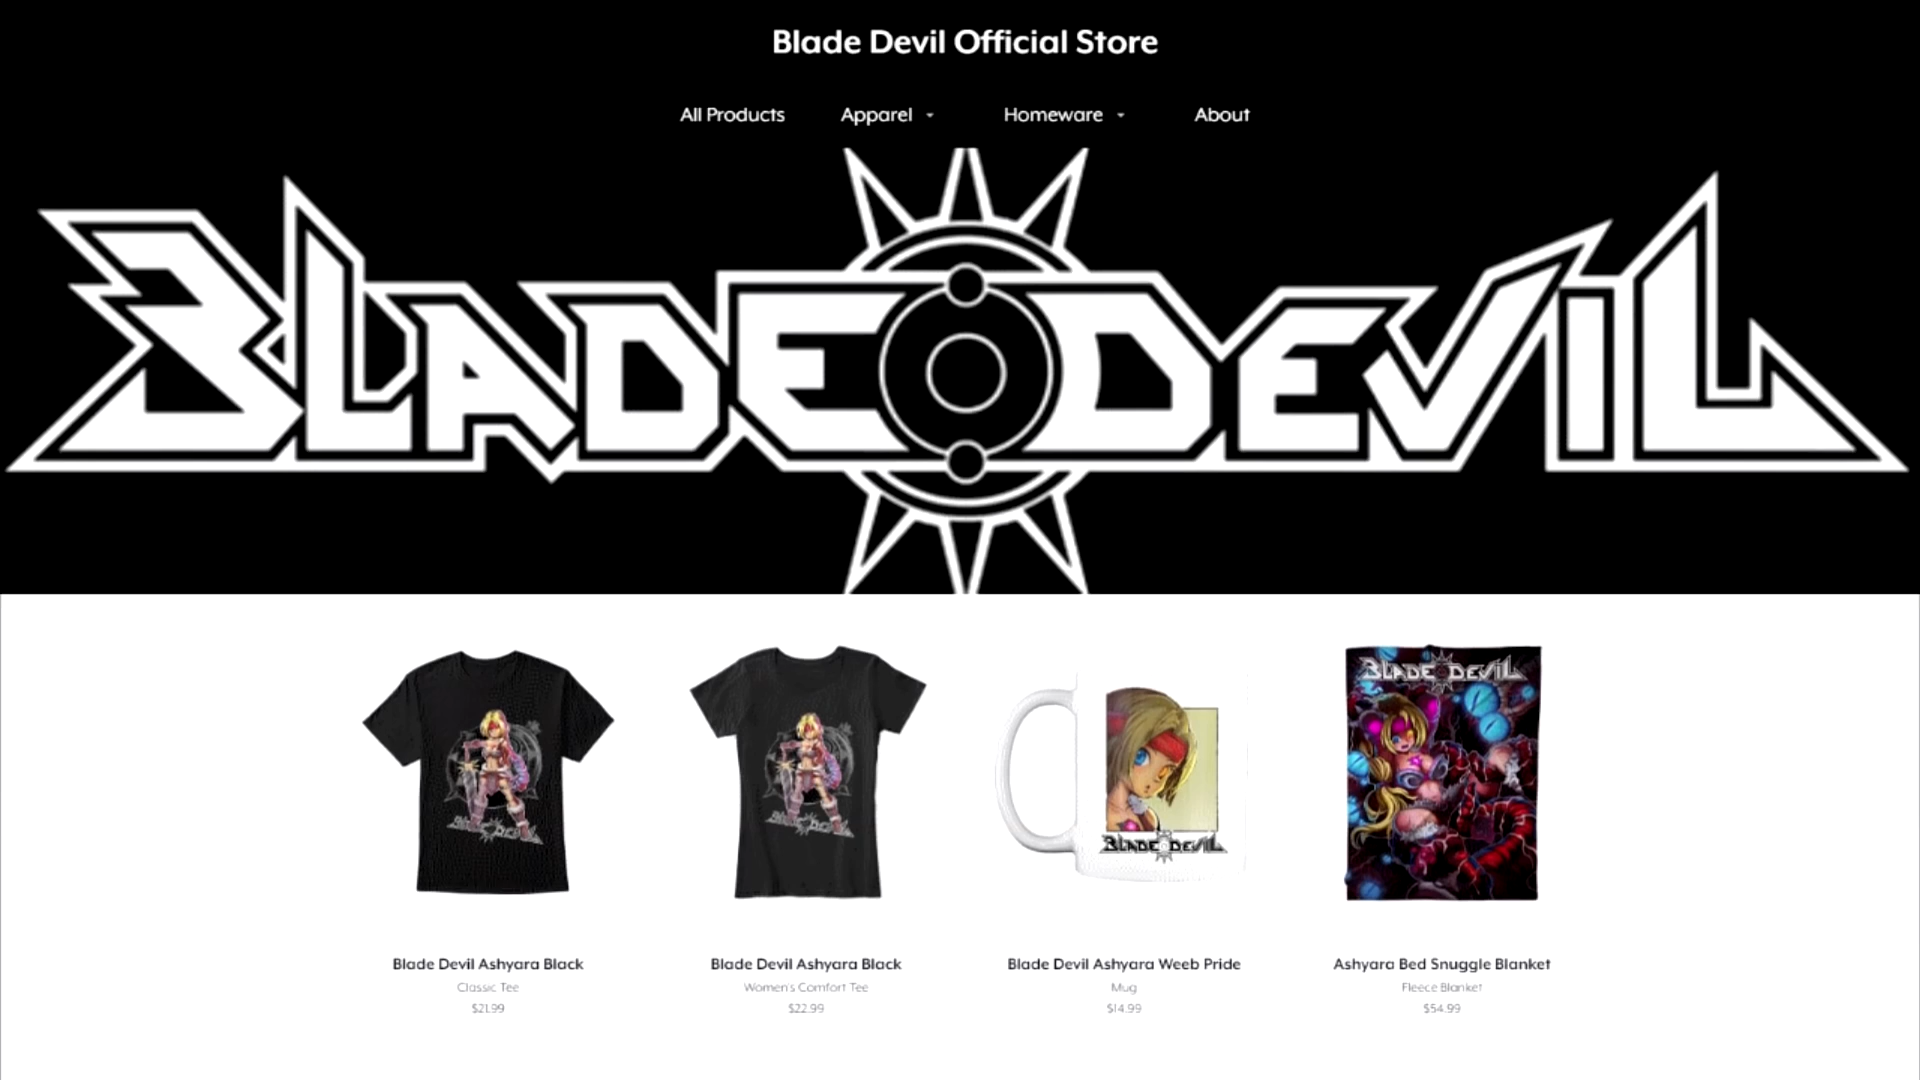 Blade Devil Official Store
All Products Apparel Homeware About
BLADE DEVIL
BLADE DEVIL
BLADE DEVIL
BLADE DEVIL
BLADE DEVIL
Blade Devil Ashyara Black
Classic Tee
$21.99
Blade Devil Ashyara Black
Women's Comfort Tee
$22.99
Blade Devil Ashyara Weeb Pride
Mug
$14.99
Ashyara Bed Snuggle Blanket
Fleece Blanket
$54.99